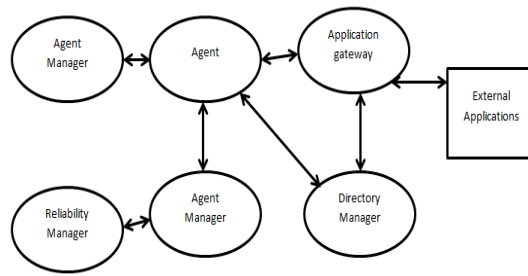 Agent
Manager
Agent
Application
gateway
External
Applications
Reliability
Manager
Agent
Manager
Directory
Manager